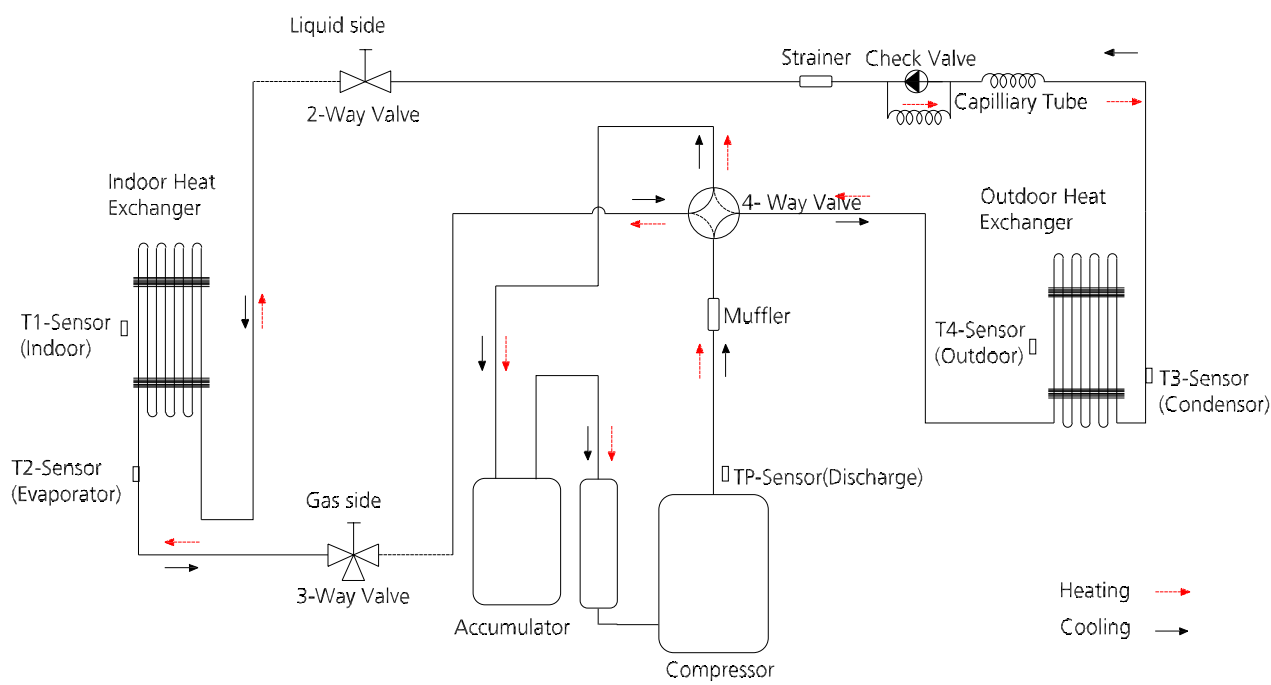 Liquid side
2-Way Valve
Strainer
Check Valve
Capilliary Tube
Indoor Heat
Exchanger
4- Way Valve
Outdoor Heat
Exchanger
T1-Sensor
(Indoor)
Muffler
T4-Sensor
(Outdoor)
T3-Sensor
(Condensor)
T2-Sensor
(Evaporator)
TP-Sensor(Discharge)
Gas side
3-Way Valve
Accumulator
Compressor
Heating
Cooling